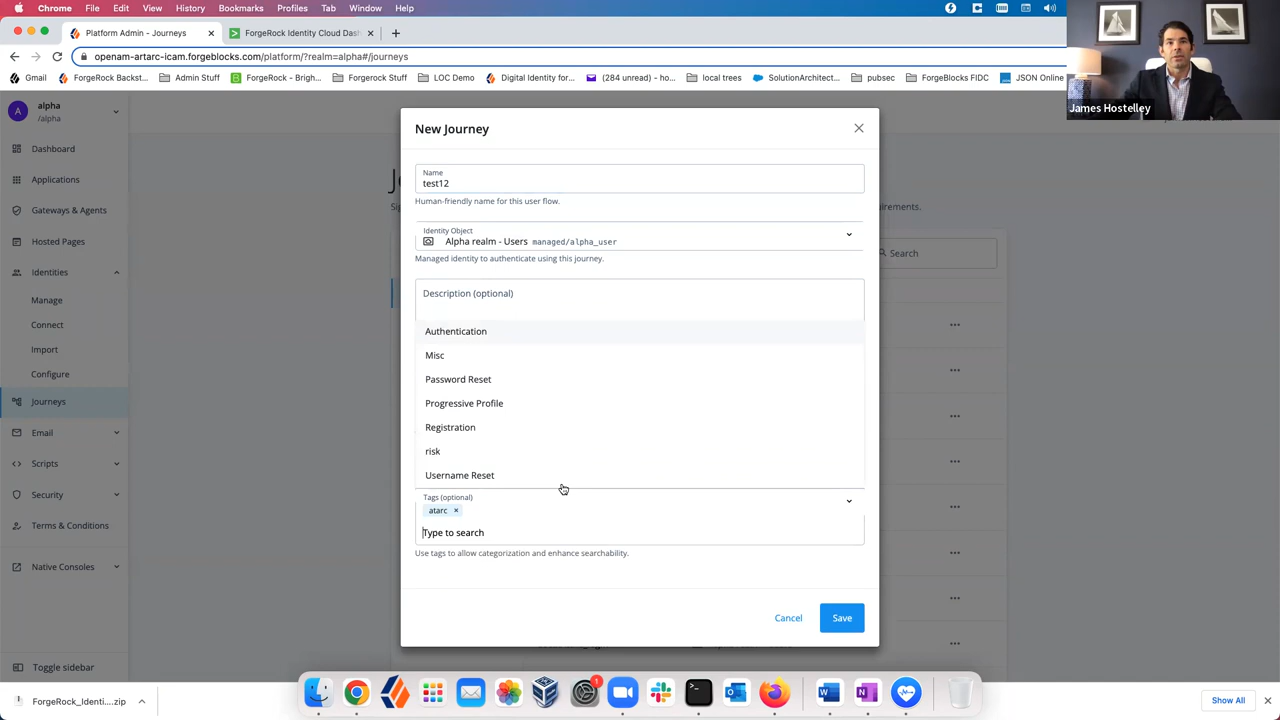 Chrome File Edit View History Bookmarks Profiles Tab Window Help
Platform Admin - Journeys
ForgeRock Identity Cloud Dash
openam-artarc-icam.forgeblocks.com/platform/?realm=alpha#/journeys
Gmail ForgeRock Backst... Admin Stuff ForgeRock - Brigh... Forgerock Stuff LOC Demo Digital Identity for... (284 unread) - ho... local trees SolutionArchitect... pubsec ForgeBlocks FIDC JSON Online
James Hostelley
A
alpha
/alpha
Dashboard
Applications
Gateways & Agents
Hosted Pages
Identities
Manage
Connect
Import
Configure
Journeys
Email
Scripts
Security
Terms & Conditions
Native Consoles
Toggle sidebar
Search
New Journey
Name
test12
Human-friendly name for this user flow.
Identity Object
Alpha realm - Users managed/alpha_user
Managed identity to authenticate using this journey.
Description (optional)
Authentication
Misc
Password Reset
Progressive Profile
Registration
risk
Username Reset
Tags (optional)
atarc ×
Type to search
Use tags to allow categorization and enhance searchability.
Cancel Save
1
ForgeRock_Identi....zip
Show All